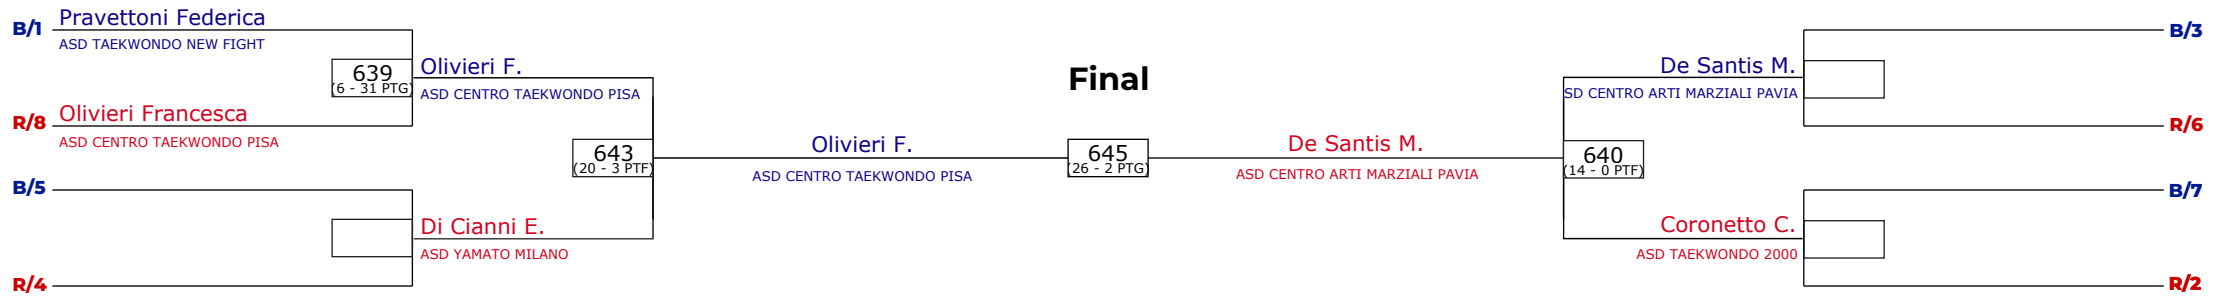 B/1
Pravettoni Federica
ASD TAEKWONDO NEW FIGHT
639
(6 - 31 PTG)
Olivieri F.
ASD CENTRO TAEKWONDO PISA
R/8
Olivieri Francesca
ASD CENTRO TAEKWONDO PISA
643
(20 - 3 PTF)
B/5
Di Cianni E.
ASD YAMATO MILANO
R/4
Final
Olivieri F.
ASD CENTRO TAEKWONDO PISA
645
(26 - 2 PTG)
De Santis M.
ASD CENTRO ARTI MARZIALI PAVIA
B/3
De Santis M.
SD CENTRO ARTI MARZIALI PAVIA
R/6
640
(14 - 0 PTF)
B/7
Coronetto C.
ASD TAEKWONDO 2000
R/2